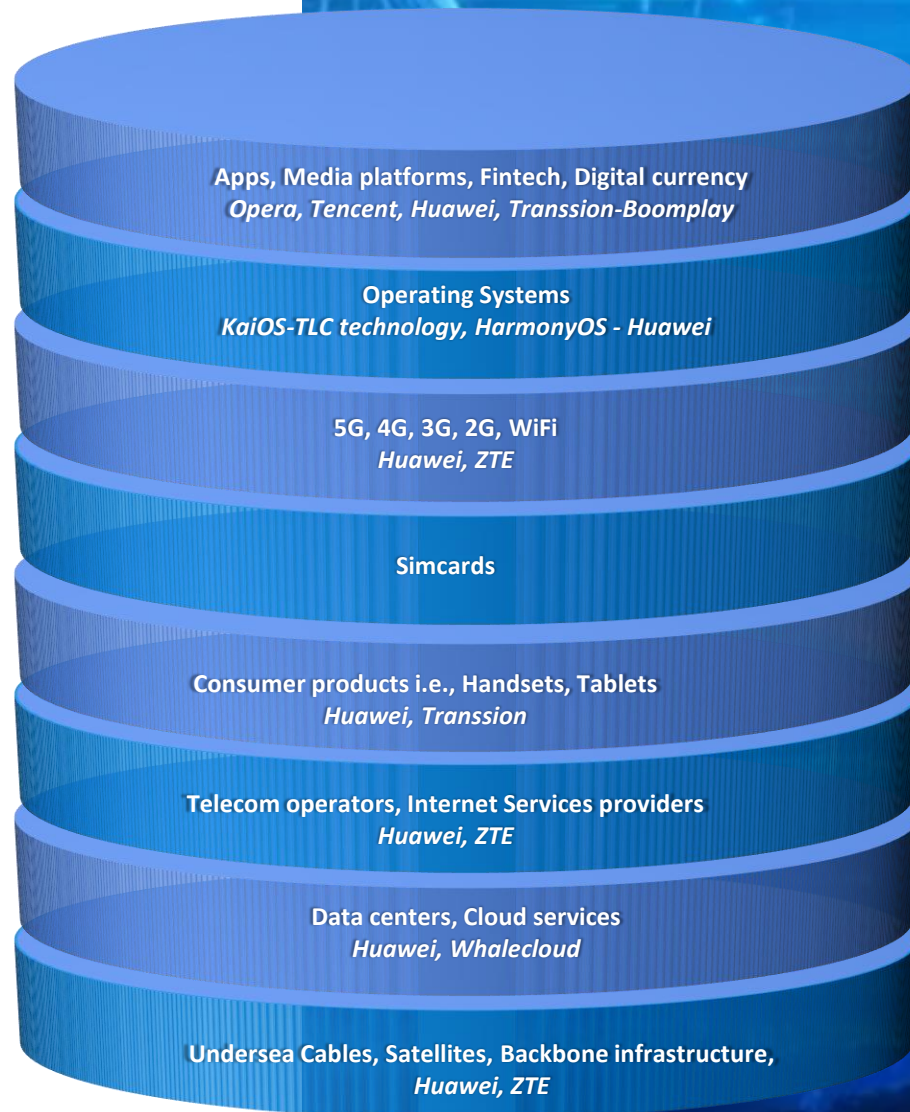 Apps, Media platforms, Fintech, Digital currency
Opera, Tencent, Huawei, Transsion-Boomplay
Operating Systems
KaiOS-TLC technology, HarmonyOS - Huawei
5G, 4G, 3G, 2G, WiFi
Huawei, ZTE
Simcards
Consumer products i.e., Handsets, Tablets
Huawei, Transsion
Telecom operators, Internet Services providers
Huawei, ZTE
Data centers, Cloud services
Huawei, Whalecloud
Undersea Cables, Satellites, Backbone infrastructure,
Huawei, ZTE